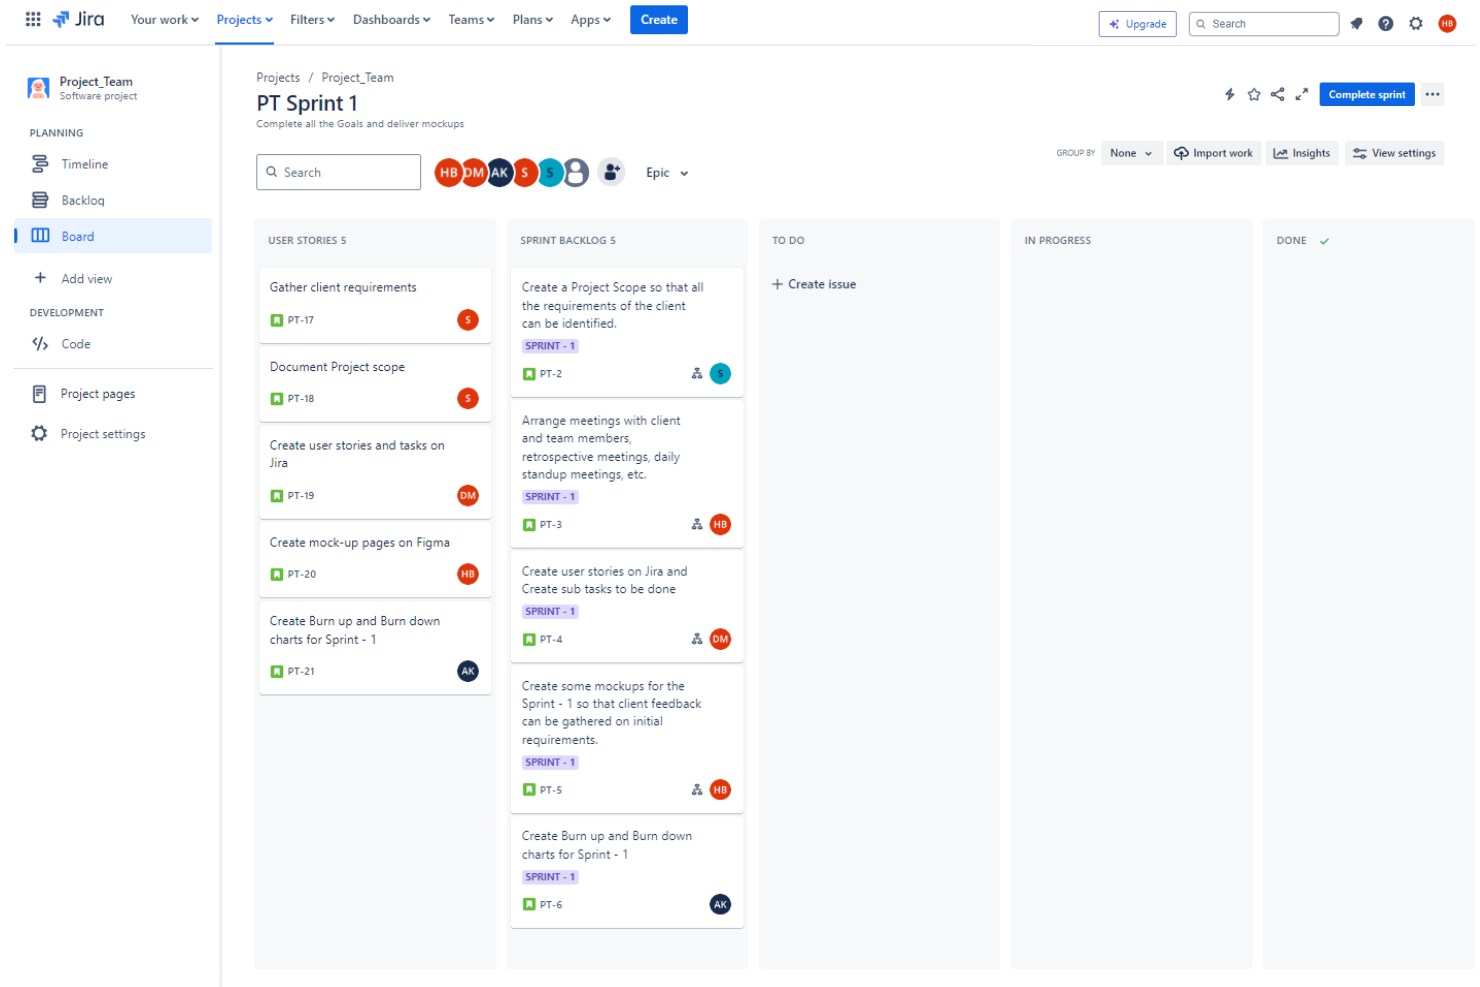 Jira
Your work
Projects
Filters
Dashboards
Teams
Plans
Apps
Create
Upgrade
Search
HB
Project_Team
Software project
PLANNING
Timeline
Backlog
Board
Add view
DEVELOPMENT
Code
Project pages
Project settings
Projects / Project_Team
PT Sprint 1
Complete all the Goals and deliver mockups
Complete sprint
Search
HB DM AK S S
Epic
GROUP BY None
Import work
Insights
View settings
USER STORIES 5
Gather client requirements
PT-17 S
Document Project scope
PT-18 S
Create user stories and tasks on
Jira
PT-19 DM
Create mock-up pages on Figma
PT-20 HB
Create Burn up and Burn down
charts for Sprint - 1
PT-21 AK
SPRINT BACKLOG 5
Create a Project Scope so that all
the requirements of the client
can be identified.
SPRINT - 1
PT-2 S
Arrange meetings with client
and team members,
retrospective meetings, daily
standup meetings, etc.
SPRINT - 1
PT-3 HB
Create user stories on Jira and
Create sub tasks to be done
SPRINT - 1
PT-4 DM
Create some mockups for the
Sprint - 1 so that client feedback
can be gathered on initial
requirements.
SPRINT - 1
PT-5 HB
Create Burn up and Burn down
charts for Sprint - 1
SPRINT - 1
PT-6 AK
TO DO
+ Create issue
IN PROGRESS
DONE